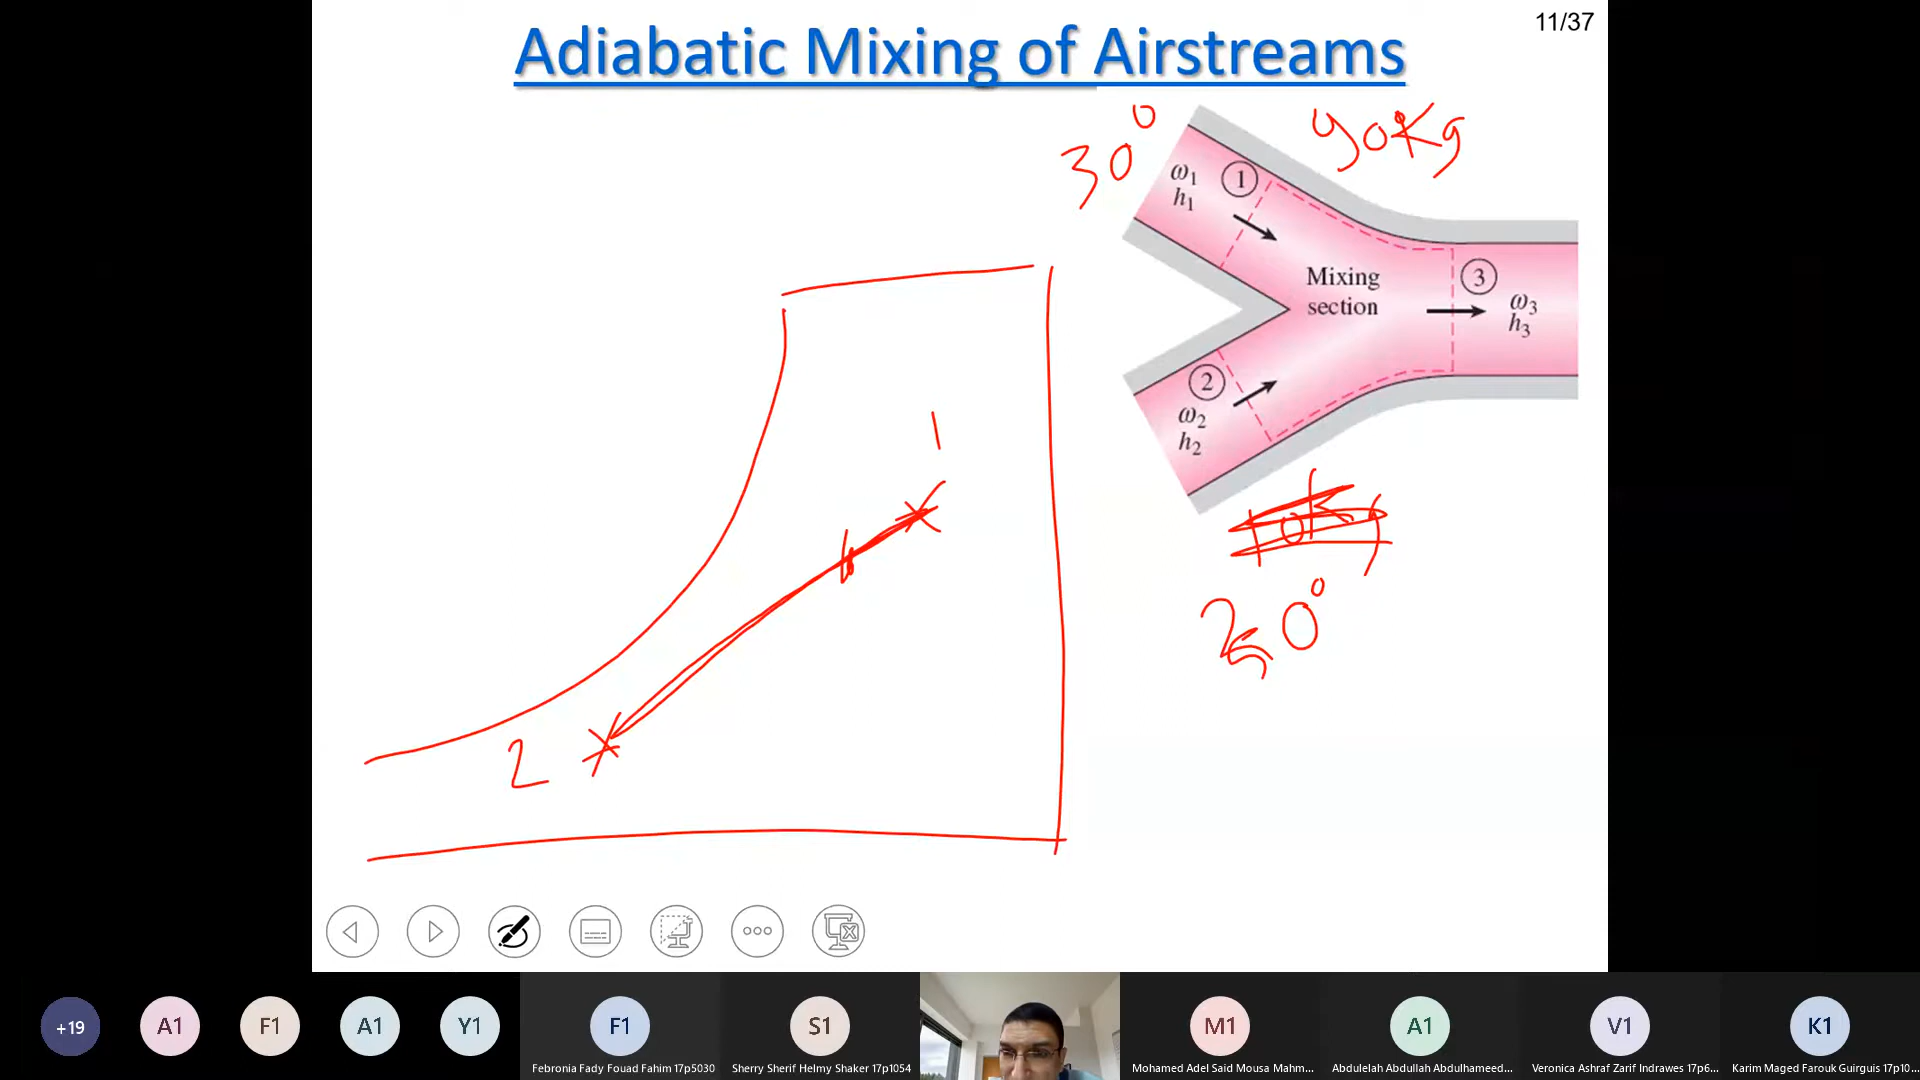 11/37
Adiabatic Mixing of Airstreams
30°
90Kg
ω1
h1
1
Mixing
section
3
ω3
h3
2
ω2
h2
10Kg
1
2
+19
A1
F1
A1
Y1
F1
S1
M1
A1
V1
K1
Febronia Fady Fouad Fahim 17p5030
Sherry Sherif Helmy Shaker 17p1054
Mohamed Adel Said Mousa Mahm...
Abdulelah Abdullah Abdulhameed...
Veronica Ashraf Zarif Indrawes 17p6...
Karim Maged Farouk Guirguis 17p10...